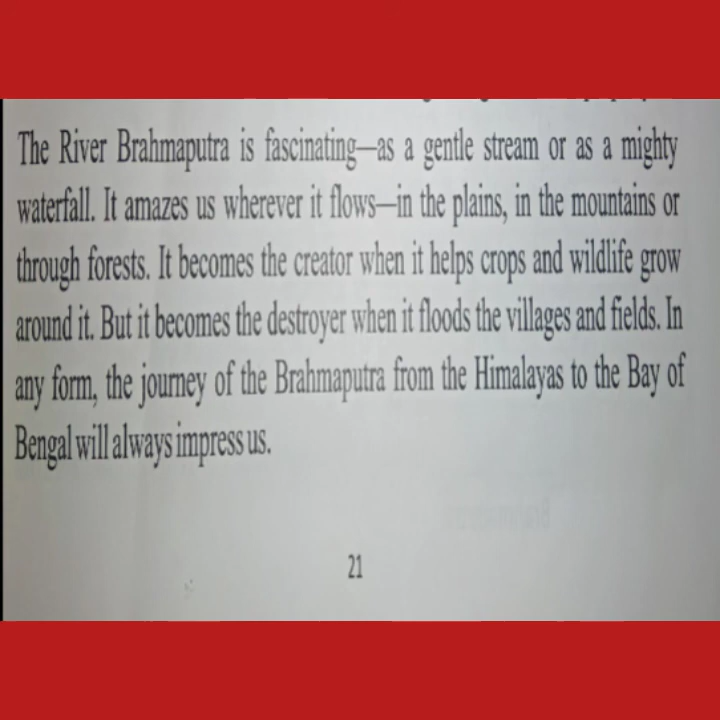 The River Brahmaputra is fascinating—as a gentle stream or as a mighty
waterfall. It amazes us wherever it flows—in the plains, in the mountains or
through forests. It becomes the creator when it helps crops and wildlife grow
around it. But it becomes the destroyer when it floods the villages and fields. In
any form, the journey of the Brahmaputra from the Himalayas to the Bay of
Bengal will always impress us.
21